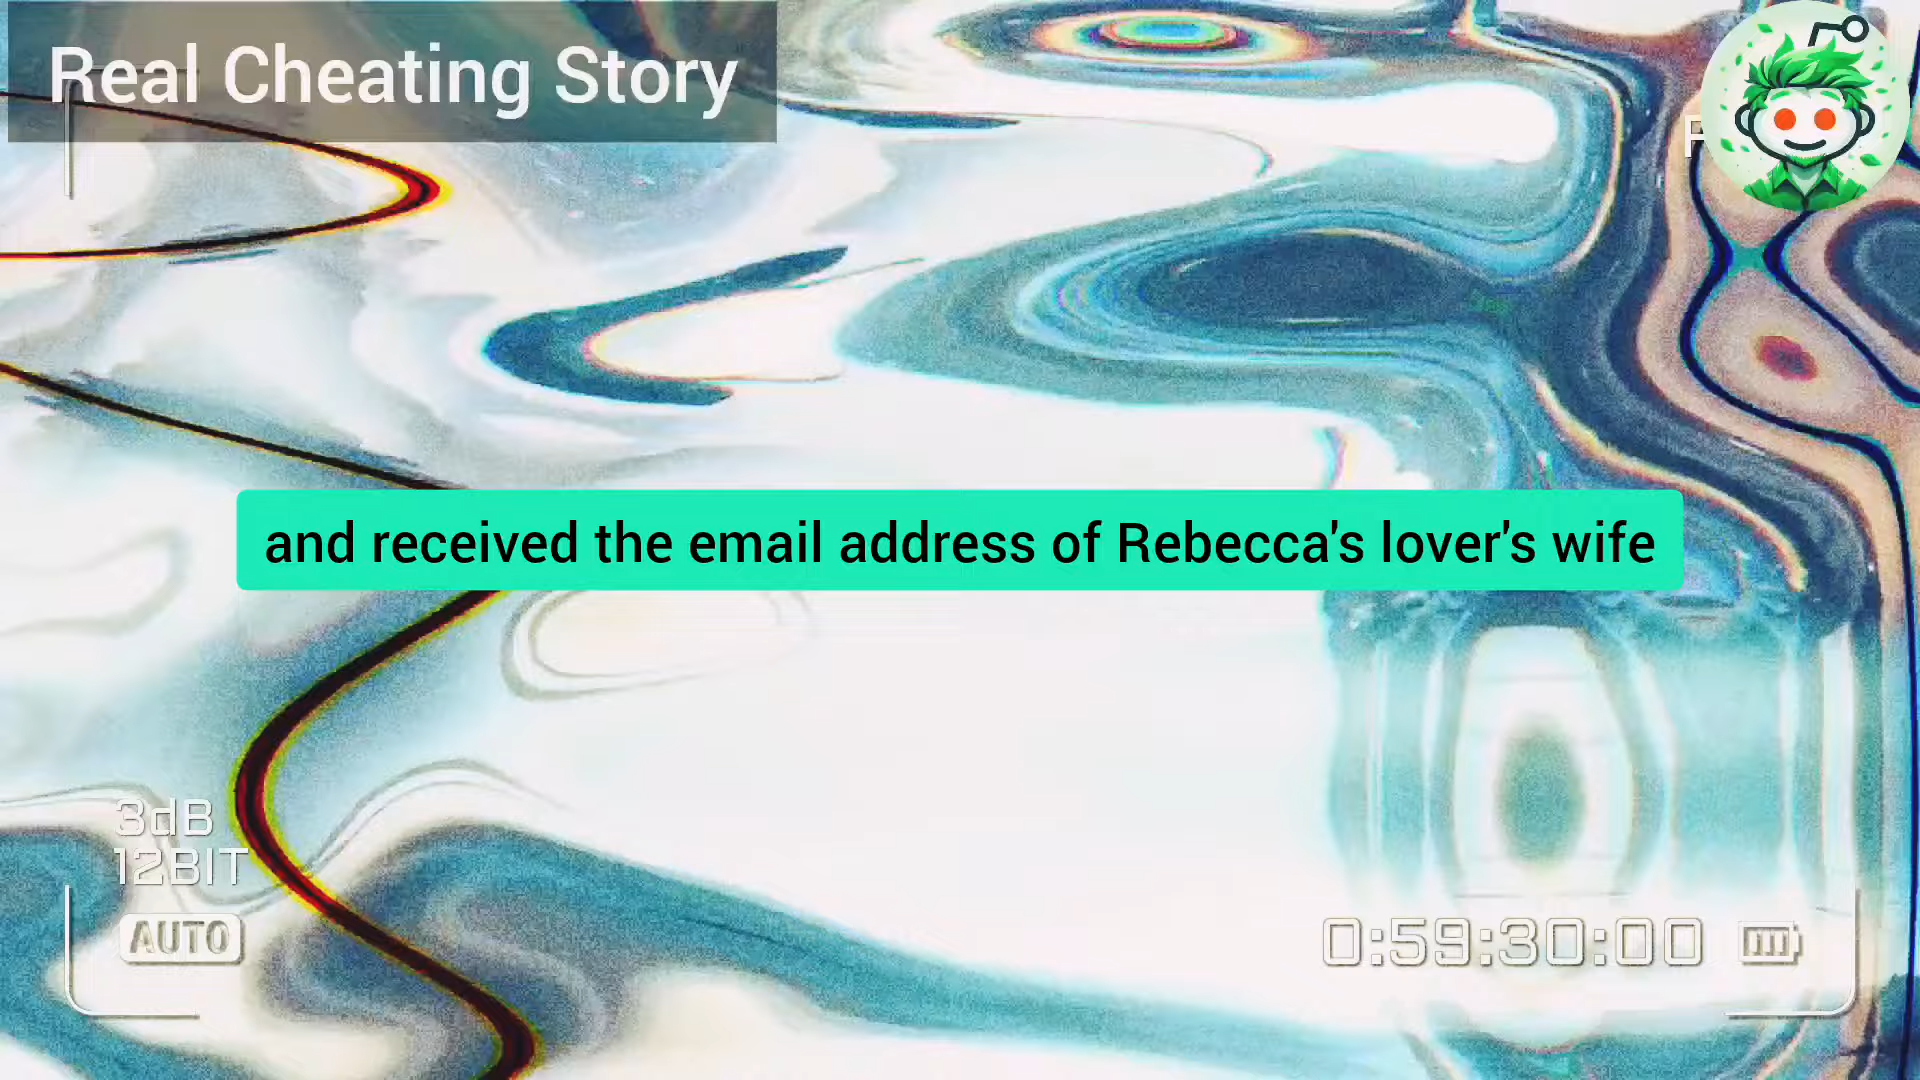 Real Cheating Story
and received the email address of Rebecca's lover's wife
3dB
12BIT
AUTO
0:59:30:00